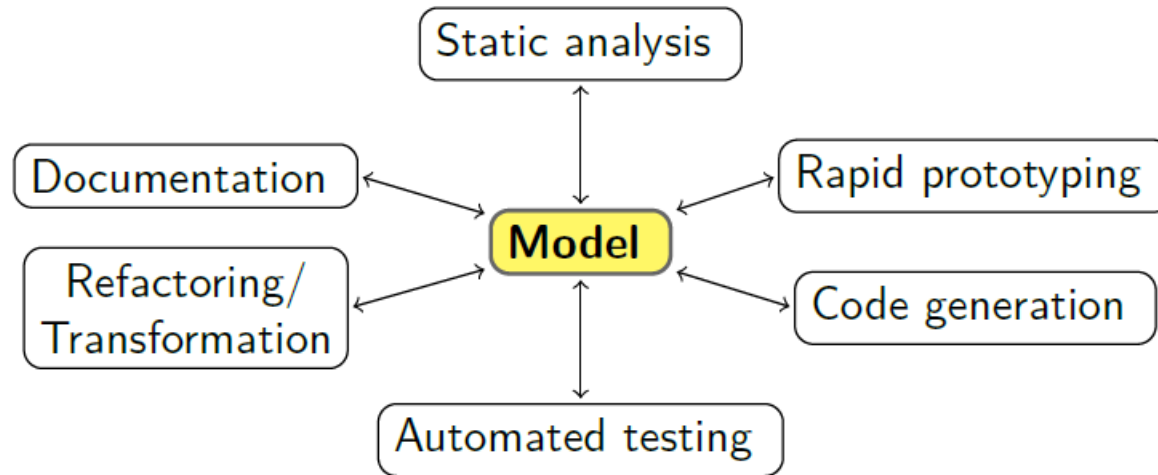 Static analysis
Documentation
Rapid prototyping
Model
Refactoring/
Transformation
Code generation
Automated testing